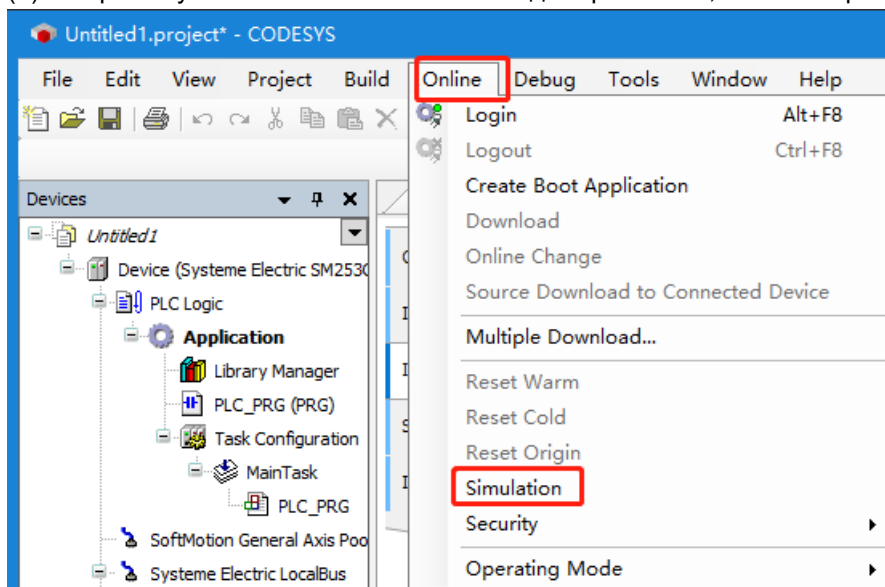 Untitled1.project* - CODESYS
File Edit View Project Build Online Debug Tools Window Help
Login Alt+F8
Logout Ctrl+F8
Create Boot Application
Download
Online Change
Source Download to Connected Device
Multiple Download...
Reset Warm
Reset Cold
Reset Origin
Simulation
Security
Operating Mode
Devices
Untitled1
Device (Systeme Electric SM253
PLC Logic
Application
Library Manager
PLC_PRG (PRG)
Task Configuration
MainTask
PLC_PRG
SoftMotion General Axis Poo
Systeme Electric LocalBus